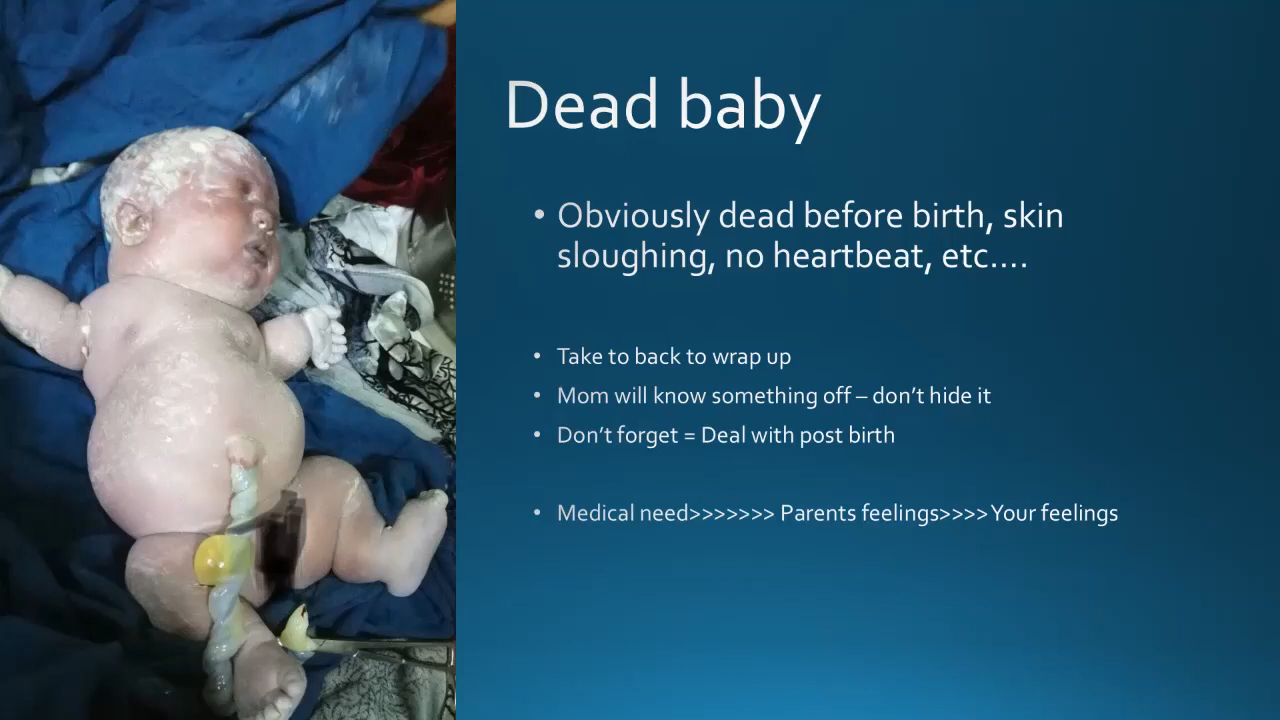 Dead baby
• Obviously dead before birth, skin
sloughing, no heartbeat, etc….
• Take to back to wrap up
• Mom will know something off – don’t hide it
• Don’t forget = Deal with post birth
• Medical need>>>>>>> Parents feelings>>>> Your feelings